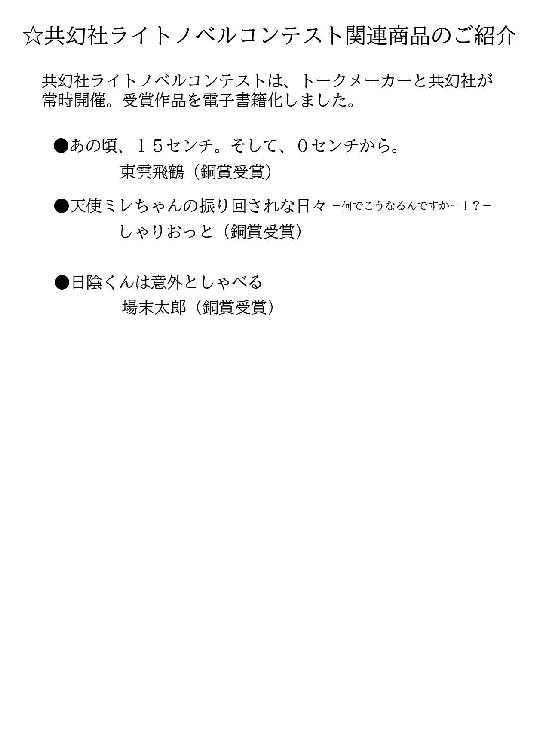 ☆共幻社ライトノベルコンテスト関連商品のご紹介
共幻社ライトノベルコンテストは、トークメーカーと共幻社が
常時開催。受賞作品を電子書籍化しました。
●あの頃、１５センチ。そして、０センチから。
東雲飛鶴（銅賞受賞）
●天使ミレちゃんの振り回されな日々 －何でこうなるんですか～！？－
しゃりおっと（銅賞受賞）
●日陰くんは意外としゃべる
場末太郎（銅賞受賞）